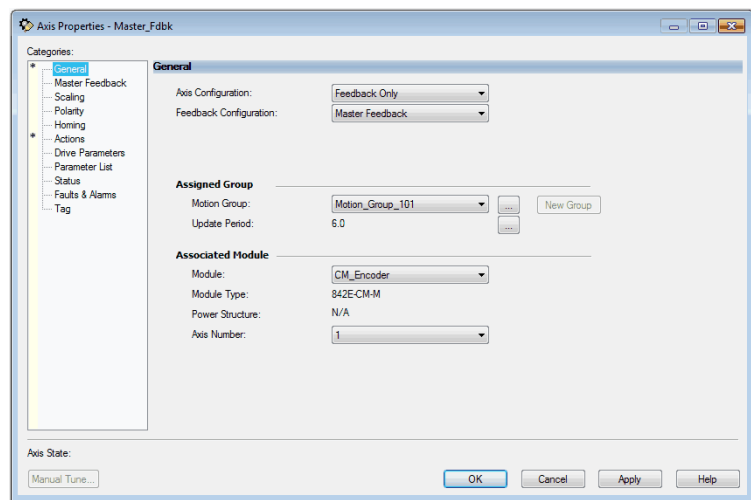 Axis Properties - Master_Fdbk
Categories:
* General
Master Feedback
Scaling
Polarity
Homing
* Actions
Drive Parameters
Parameter List
Status
Faults & Alarms
Tag
General
Axis Configuration: Feedback Only
Feedback Configuration: Master Feedback
Assigned Group
Motion Group: Motion_Group_101 ... New Group
Update Period: 6.0 ...
Associated Module
Module: CM_Encoder
Module Type: 842E-CM-M
Power Structure: N/A
Axis Number: 1
Axis State:
Manual Tune... OK Cancel Apply Help